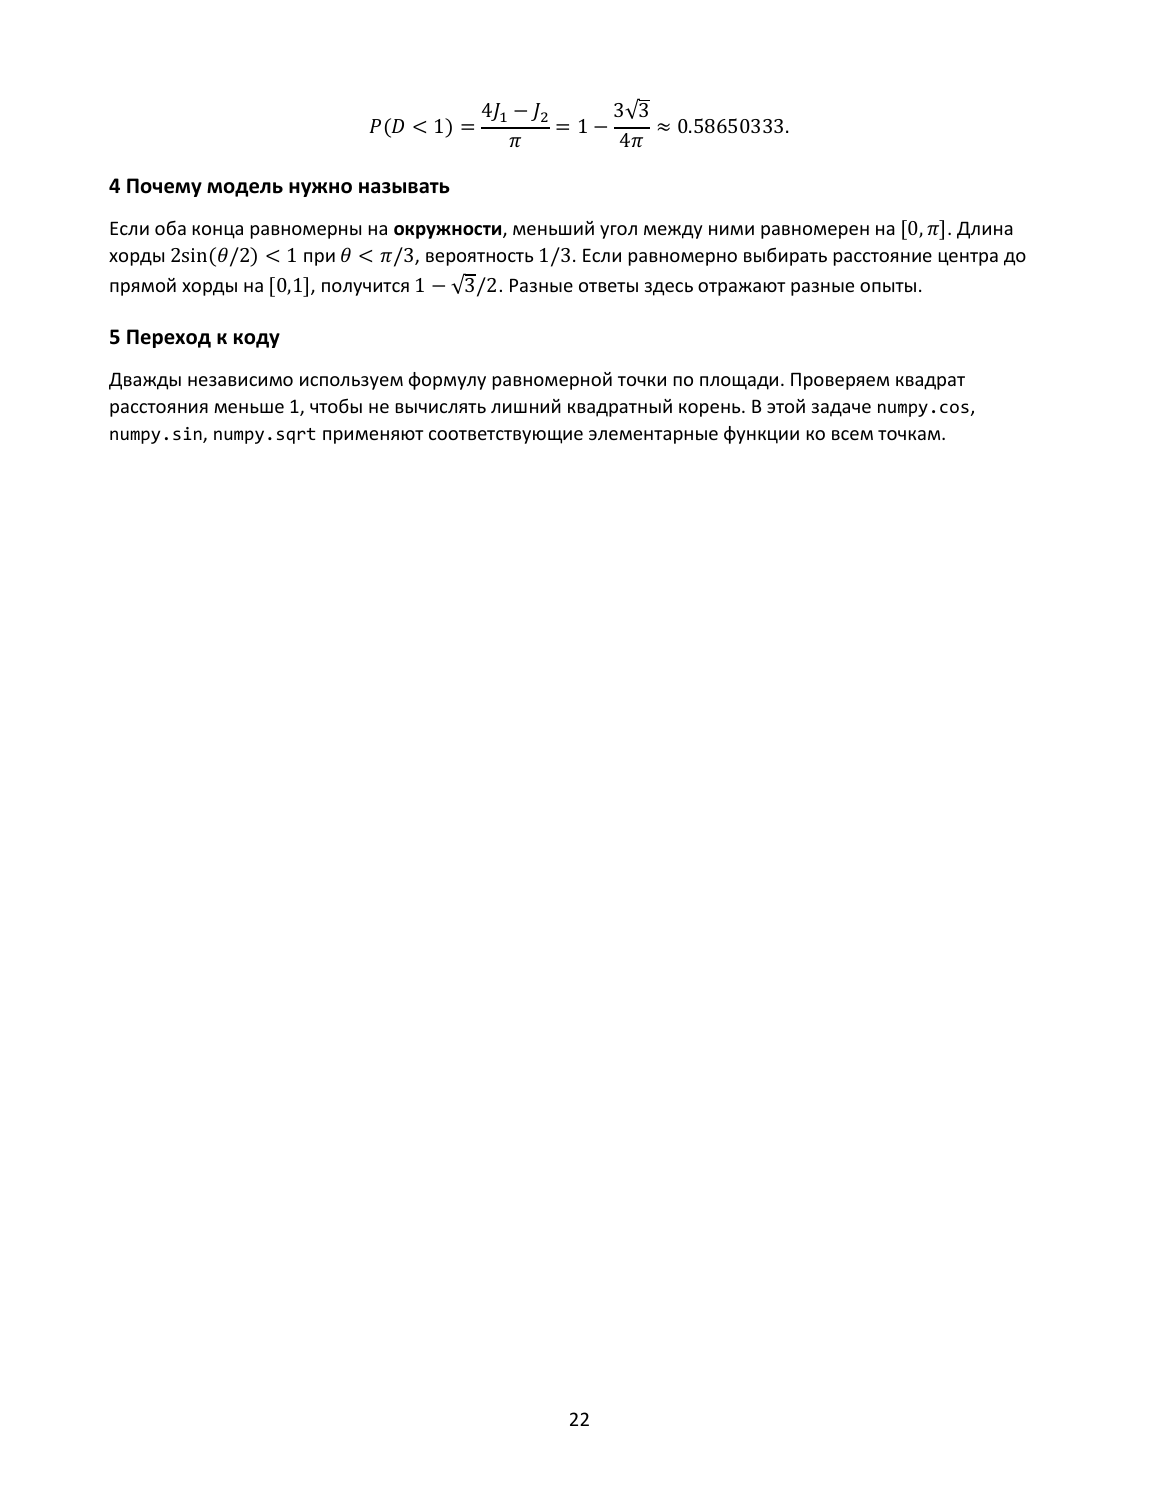 P(D < 1) = (4J₁ − J₂)/π = 1 − (3√3)/(4π) ≈ 0.58650333.
4 Почему модель нужно называть
Если оба конца равномерны на окружности, меньший угол между ними равномерен на [0, π]. Длина
хорды 2sin(θ/2) < 1 при θ < π/3, вероятность 1/3. Если равномерно выбирать расстояние центра до
прямой хорды на [0,1], получится 1 − √3/2. Разные ответы здесь отражают разные опыты.
5 Переход к коду
Дважды независимо используем формулу равномерной точки по площади. Проверяем квадрат
расстояния меньше 1, чтобы не вычислять лишний квадратный корень. В этой задаче numpy.cos,
numpy.sin, numpy.sqrt применяют соответствующие элементарные функции ко всем точкам.
22